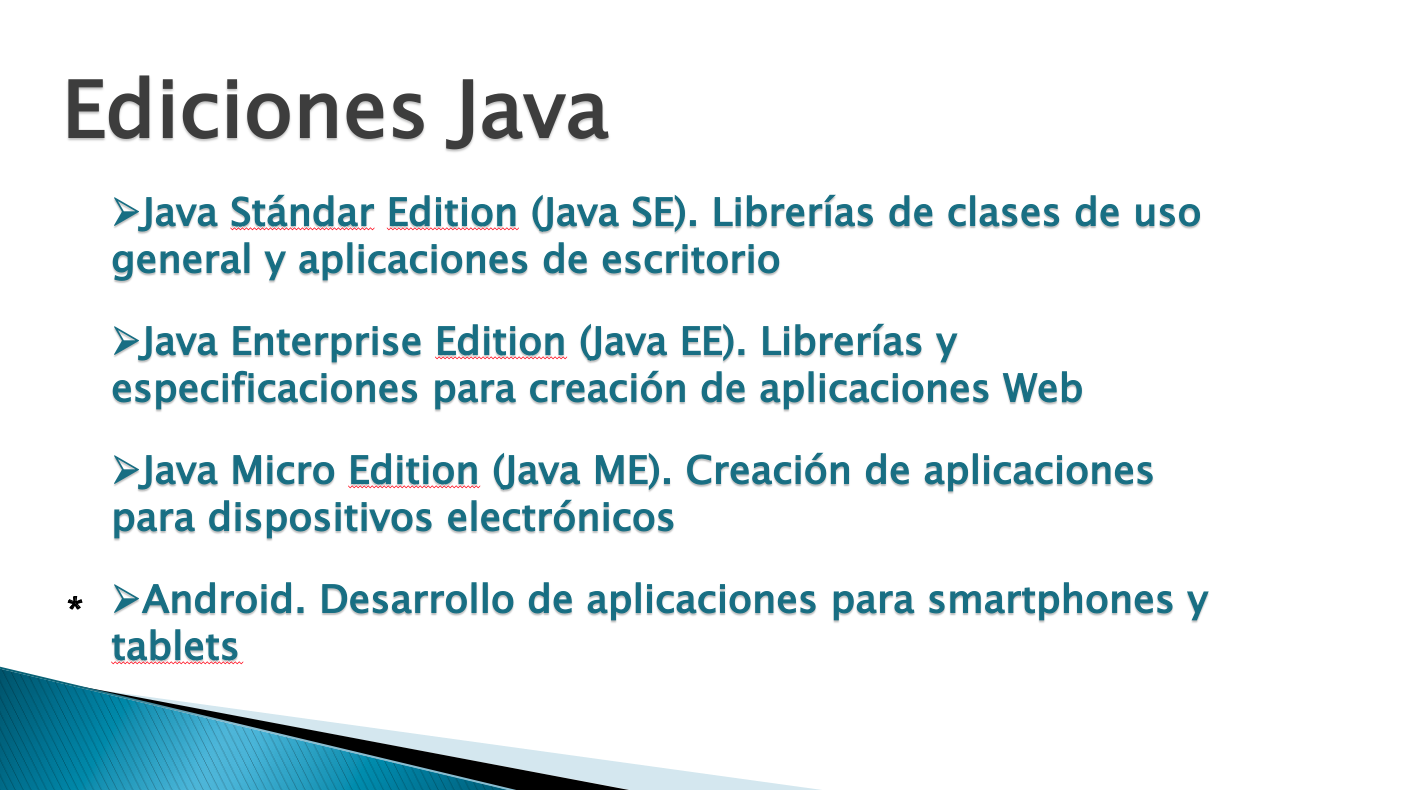 Ediciones Java
➢Java Stándar Edition (Java SE). Librerías de clases de uso
general y aplicaciones de escritorio
➢Java Enterprise Edition (Java EE). Librerías y
especificaciones para creación de aplicaciones Web
➢Java Micro Edition (Java ME). Creación de aplicaciones
para dispositivos electrónicos
* ➢Android. Desarrollo de aplicaciones para smartphones y
tablets